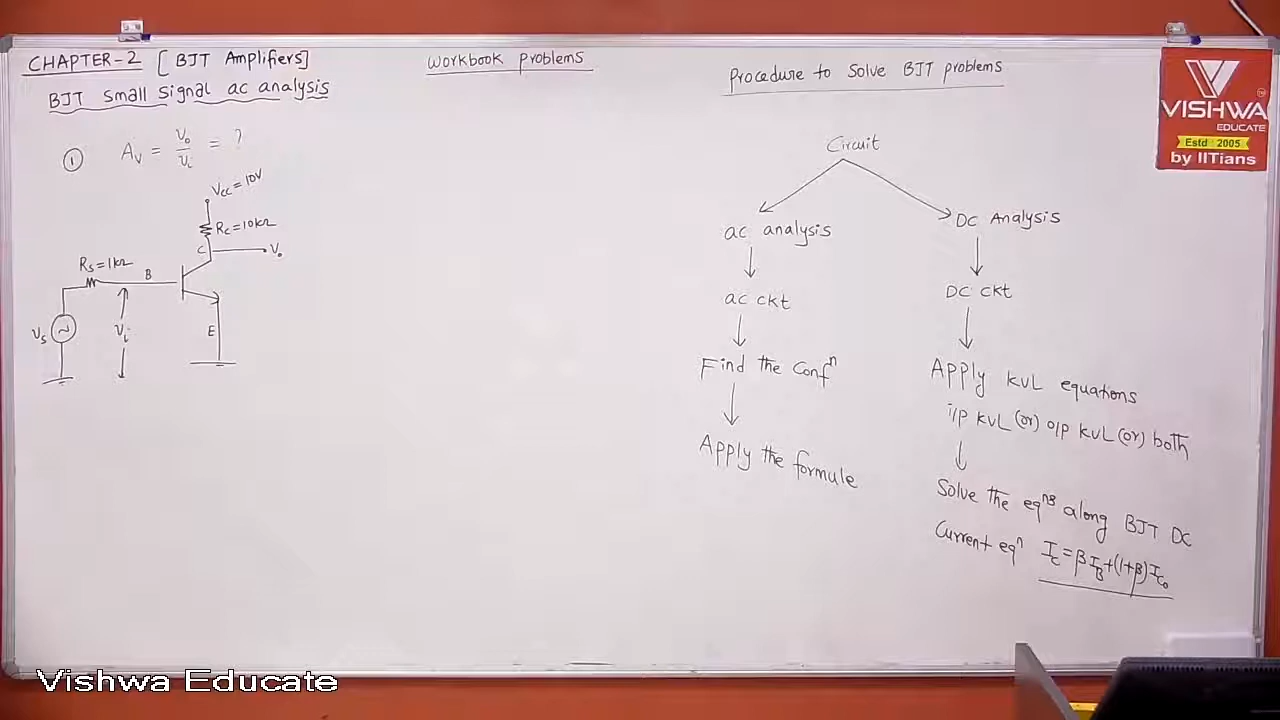 CHAPTER-2 [BJT Amplifiers]
BJT small signal ac analysis
① Av = Vo/Vi = ?
Vcc = 10V
Rc = 10kΩ
C
Vo
Rs = 1kΩ
B
Vs
Vi
E
Workbook problems
Procedure to solve BJT problems
Circuit
ac analysis
ac ckt
Find the confⁿ
Apply the formule
DC Analysis
DC ckt
Apply KVL equations
i/p KVL (or) o/p KVL (or) both
Solve the eqⁿˢ along BJT DC
Current eqⁿ Ic = βIB + (1+β)Ico
VISHWA
TM
EDUCATE
Estd : 2005
by IITians
Vishwa Educate